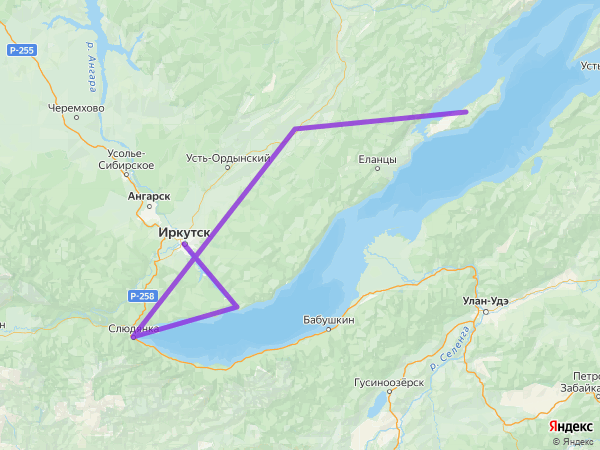 Р-255
р. Ангара
Усть
Черемхово
Усолье-
Сибирское
Усть-Ордынский
Еланцы
Ангарск
Иркутск
Р-258
Улан-Удэ
Слюдянка
Бабушкин
р. Селенга
Гусиноозёрск
Петро
Забайка
Яндекс
© Яндекс